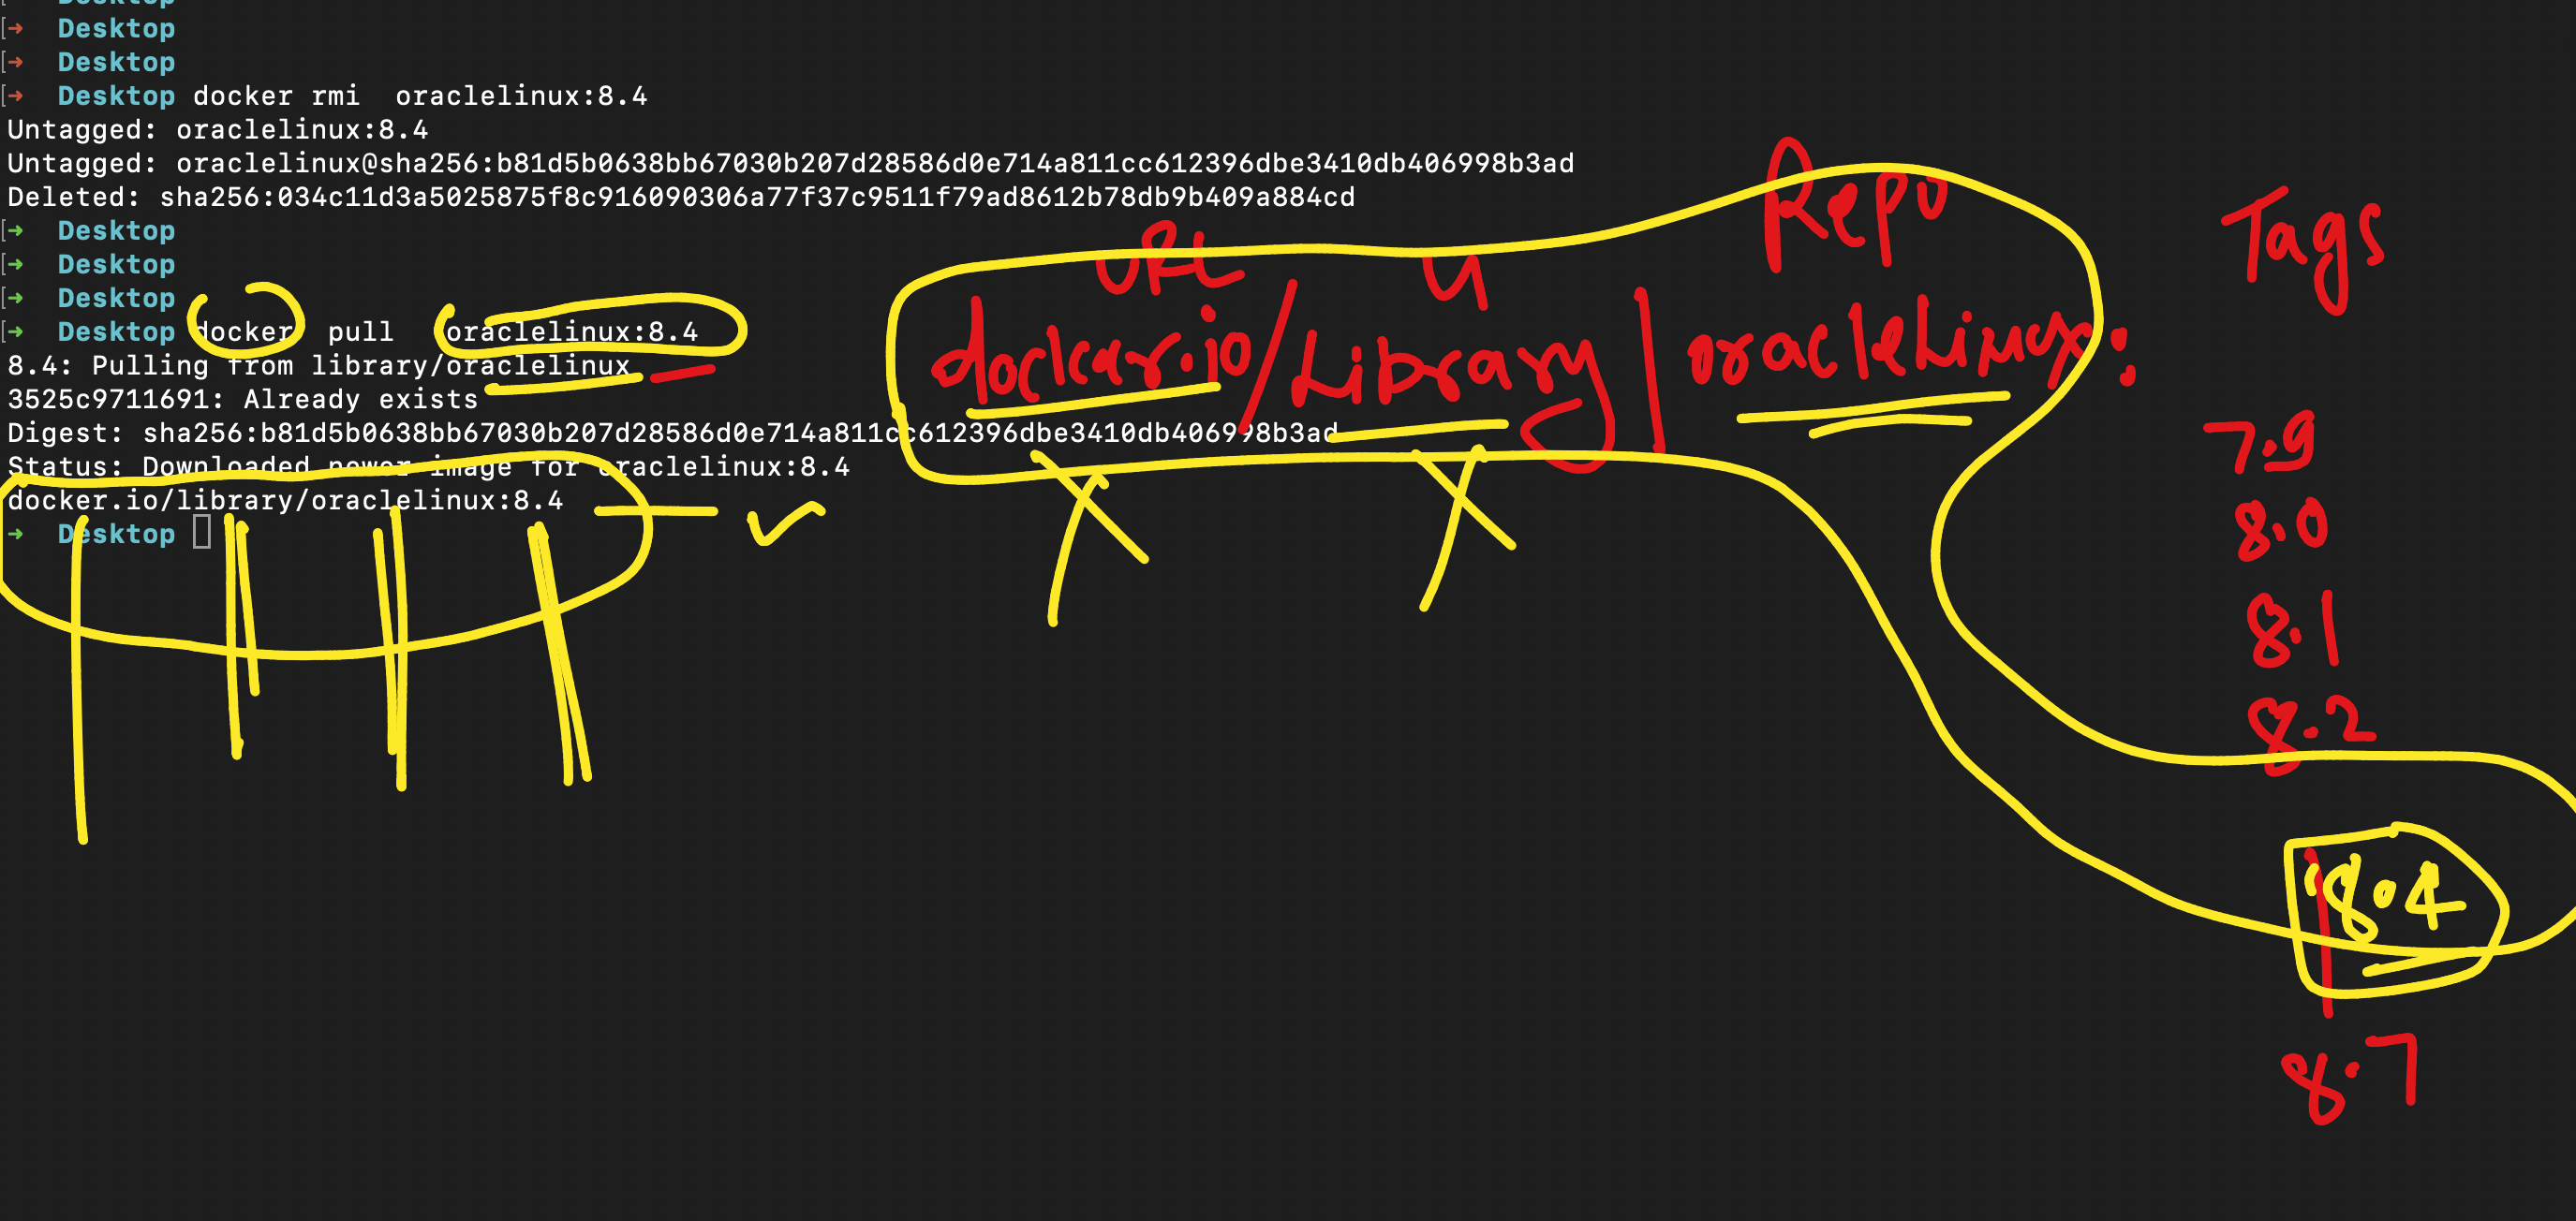 Desktop
[→ Desktop
[→ Desktop
[→ Desktop docker rmi  oraclelinux:8.4
Untagged: oraclelinux:8.4
Untagged: oraclelinux@sha256:b81d5b0638bb67030b207d28586d0e714a811cc612396dbe3410db406998b3ad
Deleted: sha256:034c11d3a5025875f8c916090306a77f37c9511f79ad8612b78db9b409a884cd
[→ Desktop
[→ Desktop
[→ Desktop
[→ Desktop docker  pull  oraclelinux:8.4
8.4: Pulling from library/oraclelinux
3525c9711691: Already exists
Digest: sha256:b81d5b0638bb67030b207d28586d0e714a811cc612396dbe3410db406998b3ad
Status: Downloaded newer image for oraclelinux:8.4
docker.io/library/oraclelinux:8.4
→ Desktop
URL U Repo Tags
dockar.io/Library/oracleLinux:
7.9
8.0
8.1
8.2
8.4
8.7